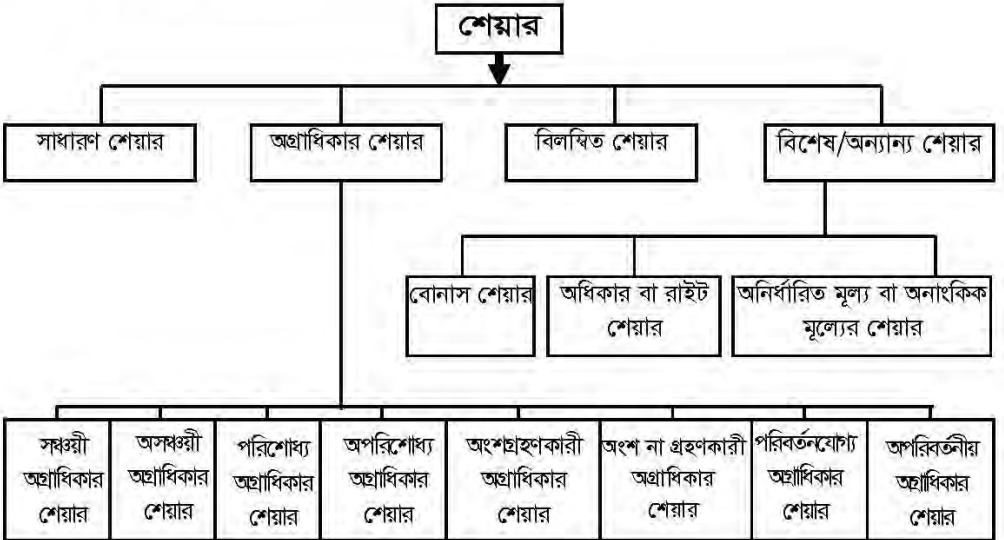 শেয়ার
সাধারণ শেয়ার
অগ্রাধিকার শেয়ার
বিলম্বিত শেয়ার
বিশেষ/অন্যান্য শেয়ার
বোনাস শেয়ার
অধিকার বা রাইট
শেয়ার
অনির্ধারিত মূল্য বা অনাংকিক
মূল্যের শেয়ার
সঞ্চয়ী
অগ্রাধিকার
শেয়ার
অসঞ্চয়ী
অগ্রাধিকার
শেয়ার
পরিশোধ্য
অগ্রাধিকার
শেয়ার
অপরিশোধ্য
অগ্রাধিকার
শেয়ার
অংশগ্রহণকারী
অগ্রাধিকার
শেয়ার
অংশ না গ্রহণকারী
অগ্রাধিকার
শেয়ার
পরিবর্তনযোগ্য
অগ্রাধিকার
শেয়ার
অপরিবর্তনীয়
অগ্রাধিকার
শেয়ার